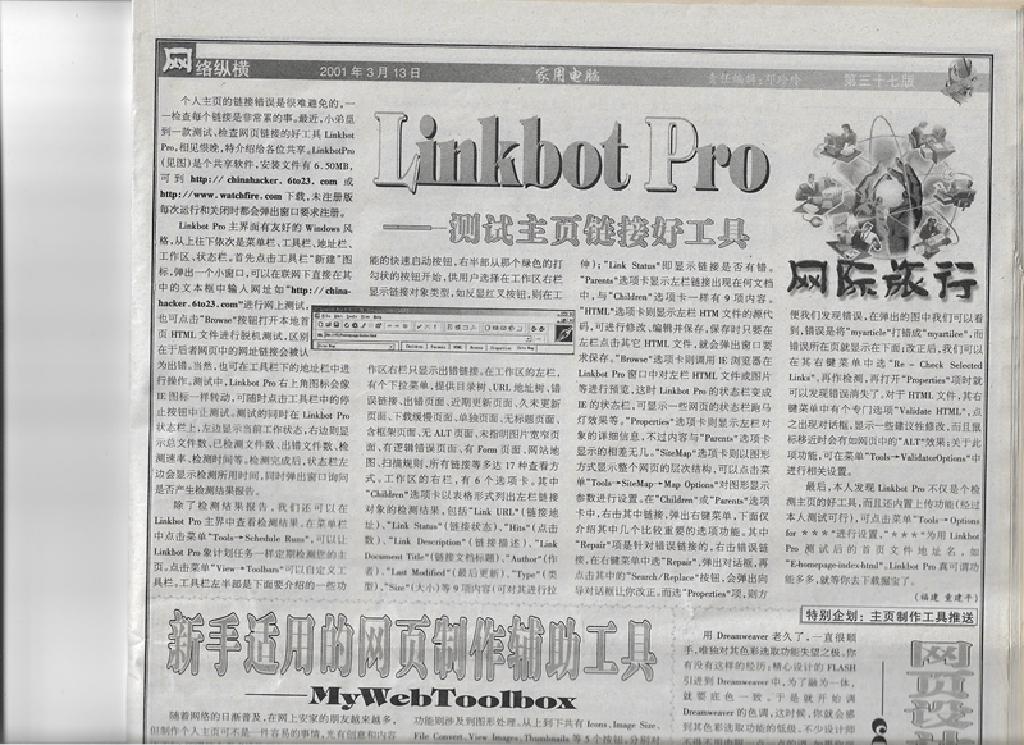 网络纵横
2001年3月13日
家用电脑
第三十七版
Linkbot Pro
——测试主页链接好工具
网际旅行
个人主页的链接错误是很难避免的,一
一检查每个链接是非常累的事。最近,小弟觅
到一款测试、检查网页链接的好工具 Linkbot
Pro,相见恨晚,特介绍给各位共享。LinkbotPro
(见图)是个共享软件,安装文件有 6.50MB,
可到 http://chinahacker.6to23.com 或
http://www.watchfire.com 下载,未注册版
每次运行和关闭时都会弹出窗口要求注册。
Linkbot Pro 主界面有友好的 Windows 风
格,从上往下依次是菜单栏、工具栏、地址栏、
工作区、状态栏。首先点击工具栏"新建"图
标,弹出一个小窗口,可以在联网下直接在其
中的文本框中输入网址如"http://china-
hacker.6to23.com"进行网上测试,
也可点击"Browse"按钮打开本地首
页 HTML 文件进行脱机测试,区别
在于后者网页中的网址链接会被认
为出错。当然,也可在工具栏下的地址栏中进
行操作。测试中,Linkbot Pro 右上角图标会像
IE 图标一样转动,可随时点击工具栏中的停
止按钮中止测试。测试的同时在 Linkbot Pro
状态栏上,左边显示当前工作状态,右边则显
示总文件数、已检测文件数、出错文件数、检
测速率、检测时间等。检测完成后,状态栏左
边会显示检测所用时间,同时弹出窗口询问
是否产生检测结果报告。
除了检测结果报告,我们还可以在
Linkbot Pro 主界中查看检测结果。在菜单栏
中点击菜单"Tools→Schedule Runs",可以让
Linkbot Pro 象计划任务一样定期检测您的主
页。点击菜单"View→Toolbars"可以自定义工
具栏,工具栏左半部是下面要介绍的一些功
能的快速启动按钮,右半部从那个绿色的打
勾状的按钮开始,供用户选择在工作区右栏
显示链接对象类型,如反显红叉按钮,则在工
作区右栏只显示出错链接。在工作区的左栏,
有个下拉菜单,提供目录树、URL 地址树、错
误链接、出错页面、近期更新页面、久未更新
页面、下载缓慢页面、单独页面、无标题页面、
含框架页面、无 ALT 页面、未指明图片宽窄页
面、有逻辑错误页面、有 Form 页面、网站地
图、扫描规则、所有链接等多达 17 种查看方
式。工作区的右栏,有 6 个选项卡。其中
"Children"选项卡以表格形式列出左栏链接
对象的检测结果,包括"Link URL"(链接地
址)、"Link Status"(链接状态)、"Hits"(点击
数)、"Link Description"(链接描述)、"Link
Document Title"(链接文档标题)、"Author"(作
者)、"Last Modified"(最后更新)、"Type"(类
型)、"Size"(大小)等 9 项内容(可对其进行拉
伸);"Link Status"即显示链接是否有错。
"Parents"选项卡显示左栏链接出现在何文档
中,与"Children"选项卡一样有 9 项内容。
"HTML"选项卡则显示左栏 HTM 文件的源代
码,可进行修改、编辑并保存。保存时只要在
左栏点击其它 HTML 文件,就会弹出窗口要
求保存。"Browse"选项卡则调用 IE 浏览器在
Linkbot Pro 窗口中对左栏 HTML 文件或图片
等进行预览,这时 Linkbot Pro 的状态栏变成
IE 的状态栏,可显示一些网页的状态栏跑马
灯效果等。"Properties"选项卡则显示左栏对
象的详细信息,不过内容与"Parents"选项卡
显示的相差无几。"SiteMap"选项卡则以图形
方式显示整个网页的层次结构,可以点击菜
单"Tools→SiteMap→Map Options"对图形显示
参数进行设置。在"Children"或"Parents"选项
卡中,右击其中链接,弹出右键菜单,下面仅
介绍其中几个比较重要的选项功能。其中
"Repair"项是针对错误链接的,右击错误链
接,在右键菜单中选"Repair",弹出对话框,再
点击其中的"Search/Replace"按钮,会弹出向
导对话框让你改正。而选"Properties"项,则方
便我们发现错误,在弹出的图中我们可以看
到,错误是将"myarticle"打错成"myartilce",而
错误所在页就显示在下面;改正后,我们可以
在其右键菜单中选"Re-Check Selected
Links",再作检测,再打开"Properties"项时就
可以发现错误消失了。对于 HTML 文件,其右
键菜单中有个专门选项"Validate HTML",点
之出现对话框,显示一些建议性修改,而且鼠
标移近时会有如网页中的"ALT"效果;关于此项功
能,可在菜单"Tools→ValidatorOptions"中
进行相关设置。
最后,本人发现 Linkbot Pro 不仅是个检
测主页的好工具,而且还内置上传功能(经过
本人测试可行),可点击菜单"Tools→Options
for ★★★"进行设置。"★★★"为用 Linkbot
Pro 测试后的首页文件地址名,如
"E-homepage-index.html"。Linkbot Pro 真可谓功
能多多,就等你去下载握宝了。
(福建 童建平)
特别企划:主页制作工具推送
新手适用的网页制作辅助工具
——MyWebToolbox
随着网络的日渐普及,在网上安家的朋友越来越多。
功能则涉及到图形处理。从上到下共有 Icons、Image Size、
File Convert、View Images、Thumbnails 等 5 个按钮,分别对
用 Dreamweaver 老久了,一直很顺
手,唯独对其色彩选取功能失望之极。你
有没有这样的经历:精心设计的 FLASH
引进到 Dreamweaver 中,为了融为一体,
就要底色一致。于是就开始调
Dreamweaver 的色调,这时候,你就会感
到其色彩选取功能的低级。不少设计师
网页设